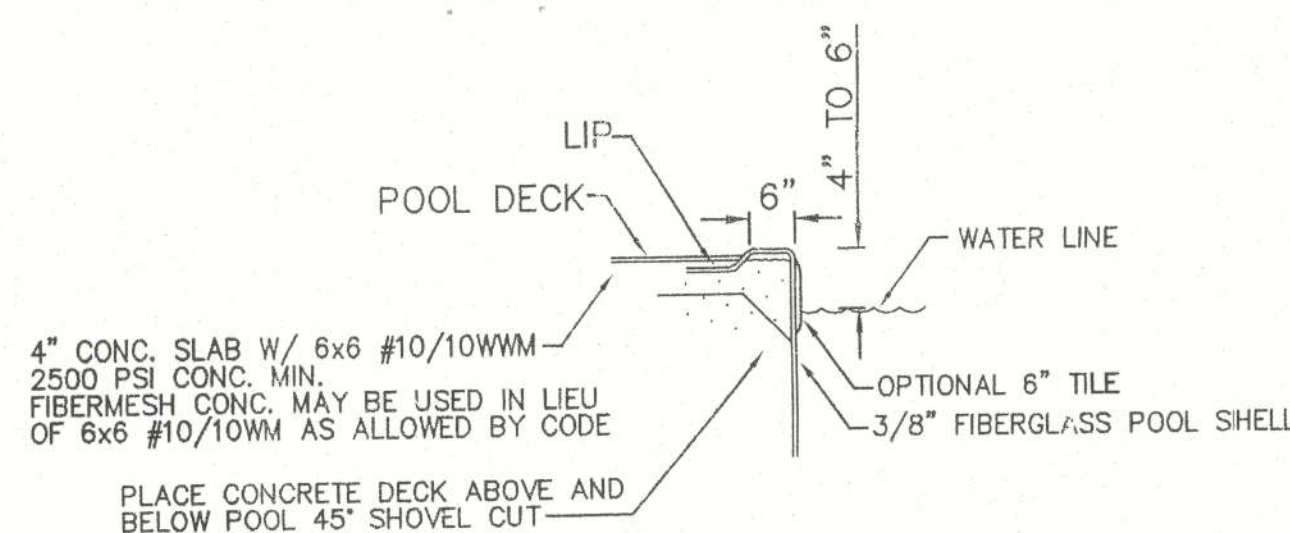 4" TO 6"
LIP
6"
POOL DECK
WATER LINE
4" CONC. SLAB W/ 6x6 #10/10WWM
2500 PSI CONC. MIN.
FIBERMESH CONC. MAY BE USED IN LIEU
OF 6x6 #10/10WM AS ALLOWED BY CODE
OPTIONAL 6" TILE
3/8" FIBERGLASS POOL SHELL
PLACE CONCRETE DECK ABOVE AND
BELOW POOL 45° SHOVEL CUT